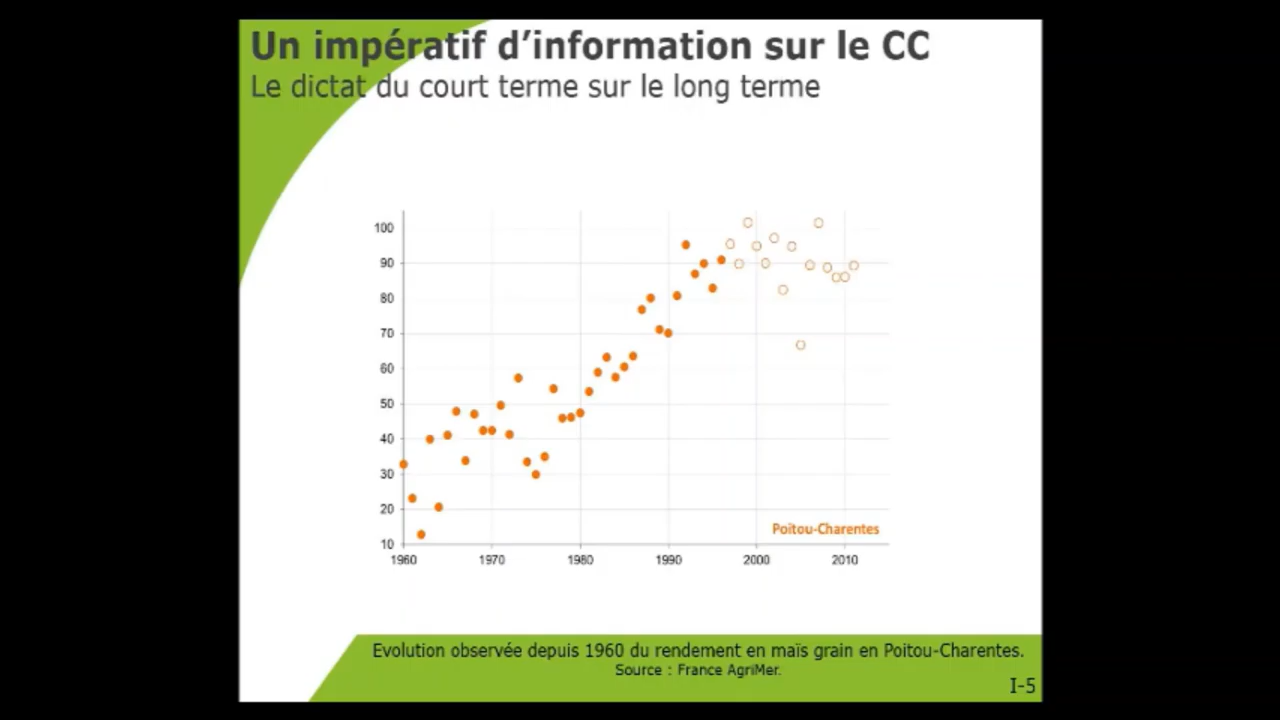 Un impératif d’information sur le CC
Le dictat du court terme sur le long terme
100
90
80
70
60
50
40
30
20
10
Poitou-Charentes
1960 1970 1980 1990 2000 2010
Evolution observée depuis 1960 du rendement en maïs grain en Poitou-Charentes.
Source : France AgriMer.
I-5